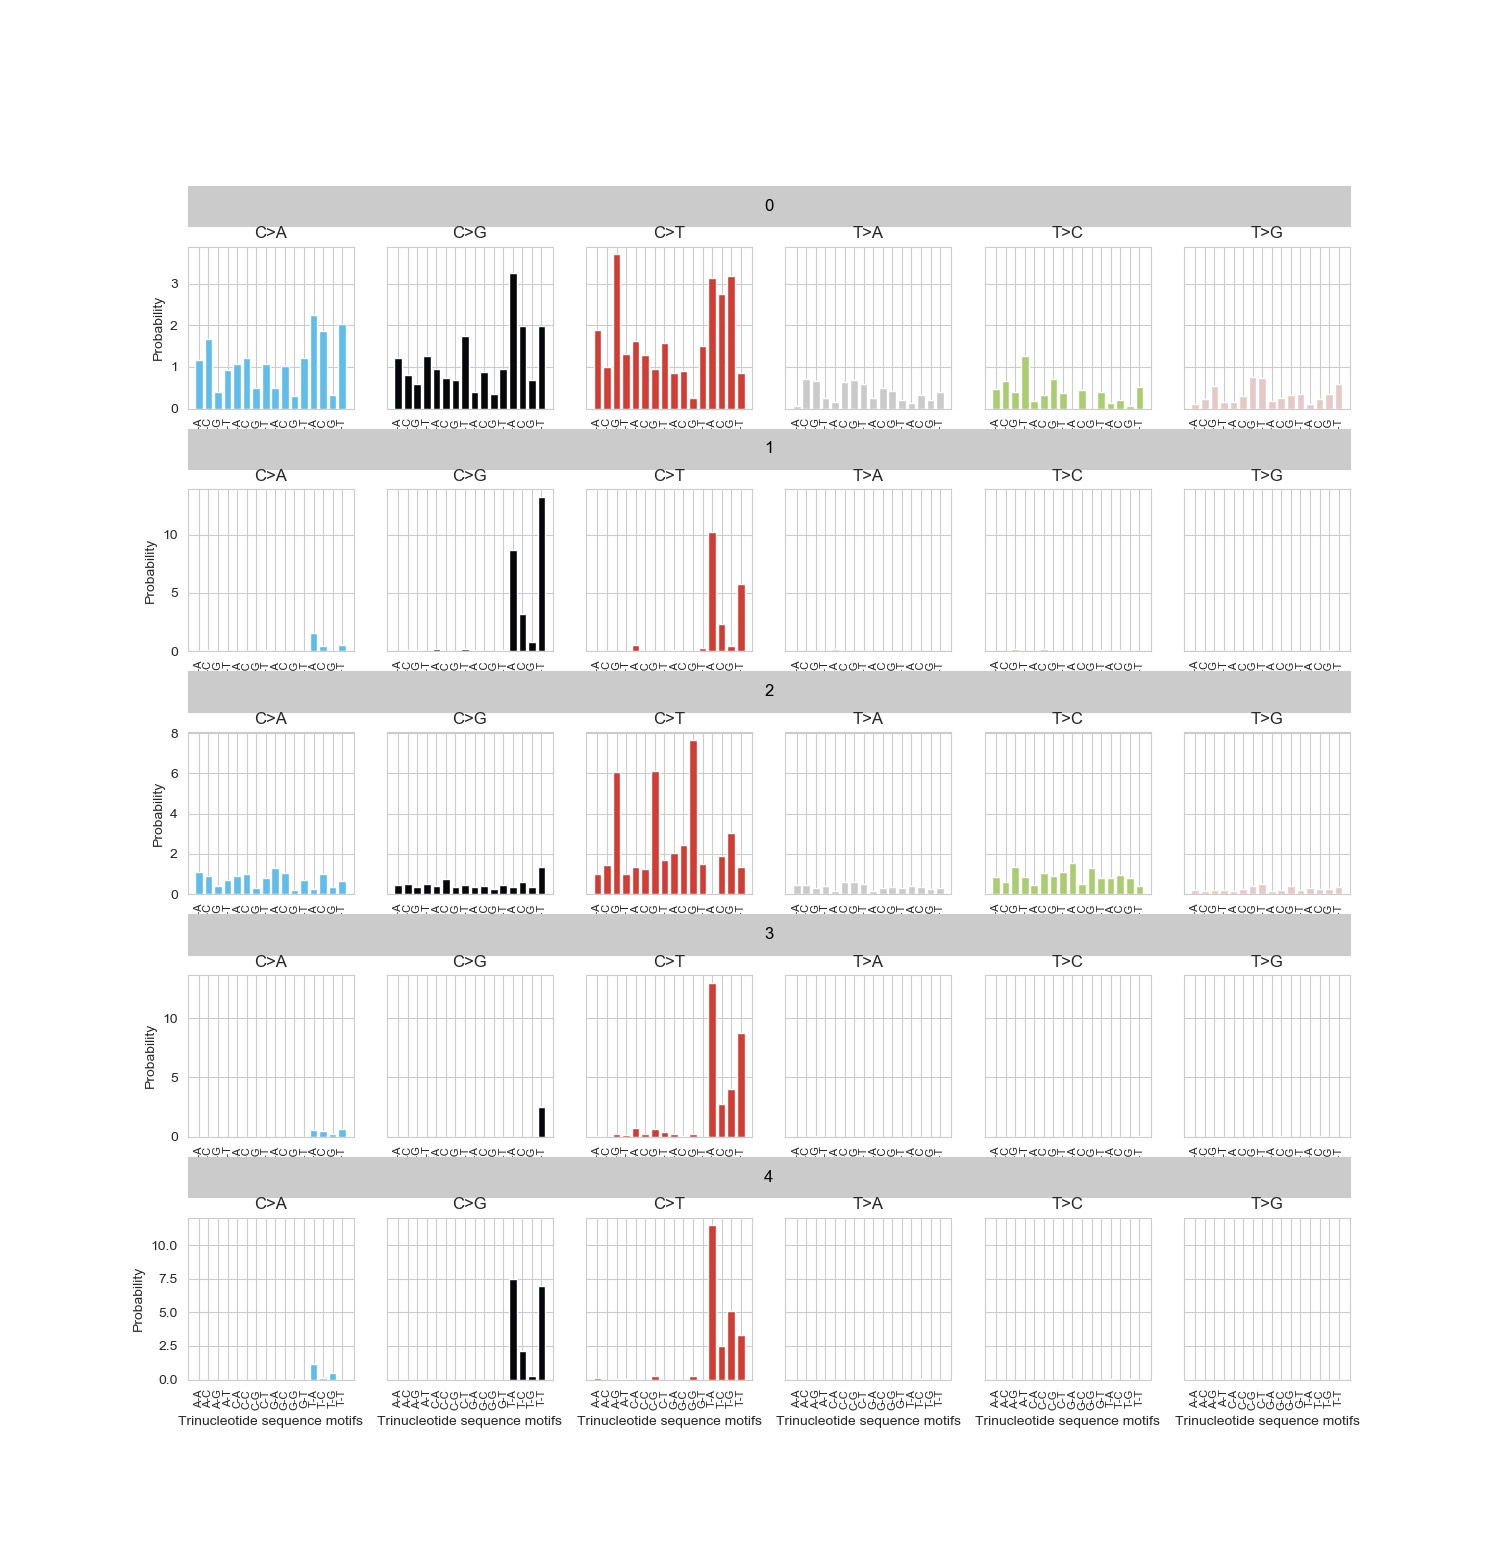 0
C>A C>G C>T T>A T>C T>G
Probability
3
2
1
0
1
C>A C>G C>T T>A T>C T>G
Probability
10
5
0
2
C>A C>G C>T T>A T>C T>G
Probability
8
6
4
2
0
3
C>A C>G C>T T>A T>C T>G
Probability
10
5
0
4
C>A C>G C>T T>A T>C T>G
Probability
10.0
7.5
5.0
2.5
0.0
A-A A-C A-G A-T C-A C-C C-G C-T G-A G-C G-G G-T T-A T-C T-G T-T
A-A A-C A-G A-T C-A C-C C-G C-T G-A G-C G-G G-T T-A T-C T-G T-T
A-A A-C A-G A-T C-A C-C C-G C-T G-A G-C G-G G-T T-A T-C T-G T-T
A-A A-C A-G A-T C-A C-C C-G C-T G-A G-C G-G G-T T-A T-C T-G T-T
A-A A-C A-G A-T C-A C-C C-G C-T G-A G-C G-G G-T T-A T-C T-G T-T
A-A A-C A-G A-T C-A C-C C-G C-T G-A G-C G-G G-T T-A T-C T-G T-T
Trinucleotide sequence motifs Trinucleotide sequence motifs Trinucleotide sequence motifs Trinucleotide sequence motifs Trinucleotide sequence motifs Trinucleotide sequence motifs